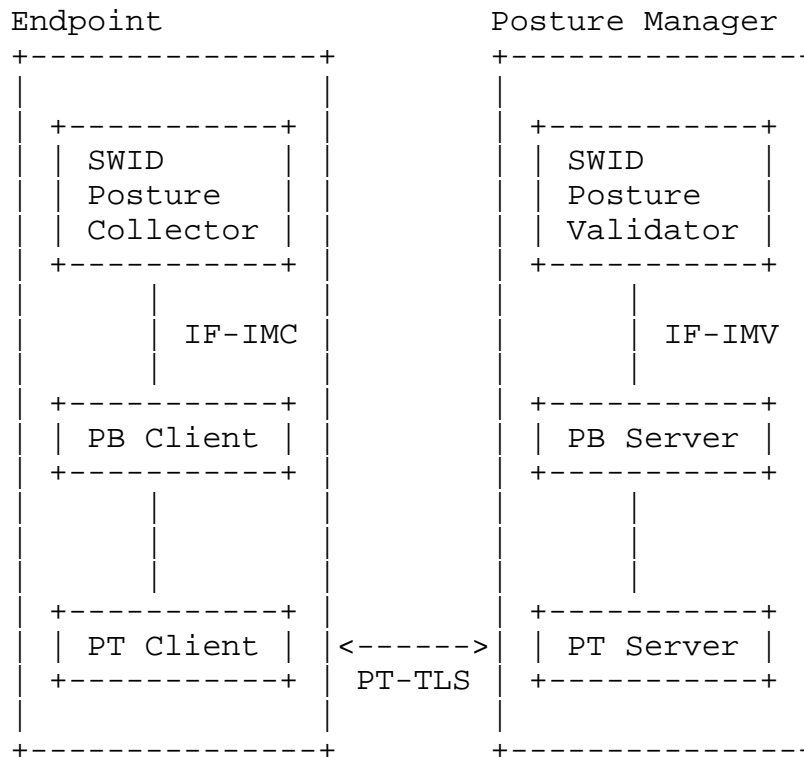 Endpoint Posture Manager
SWID SWID
Posture Posture
Collector Validator
IF-IMC IF-IMV
PB Client PB Server
PT Client <------> PT Server
PT-TLS